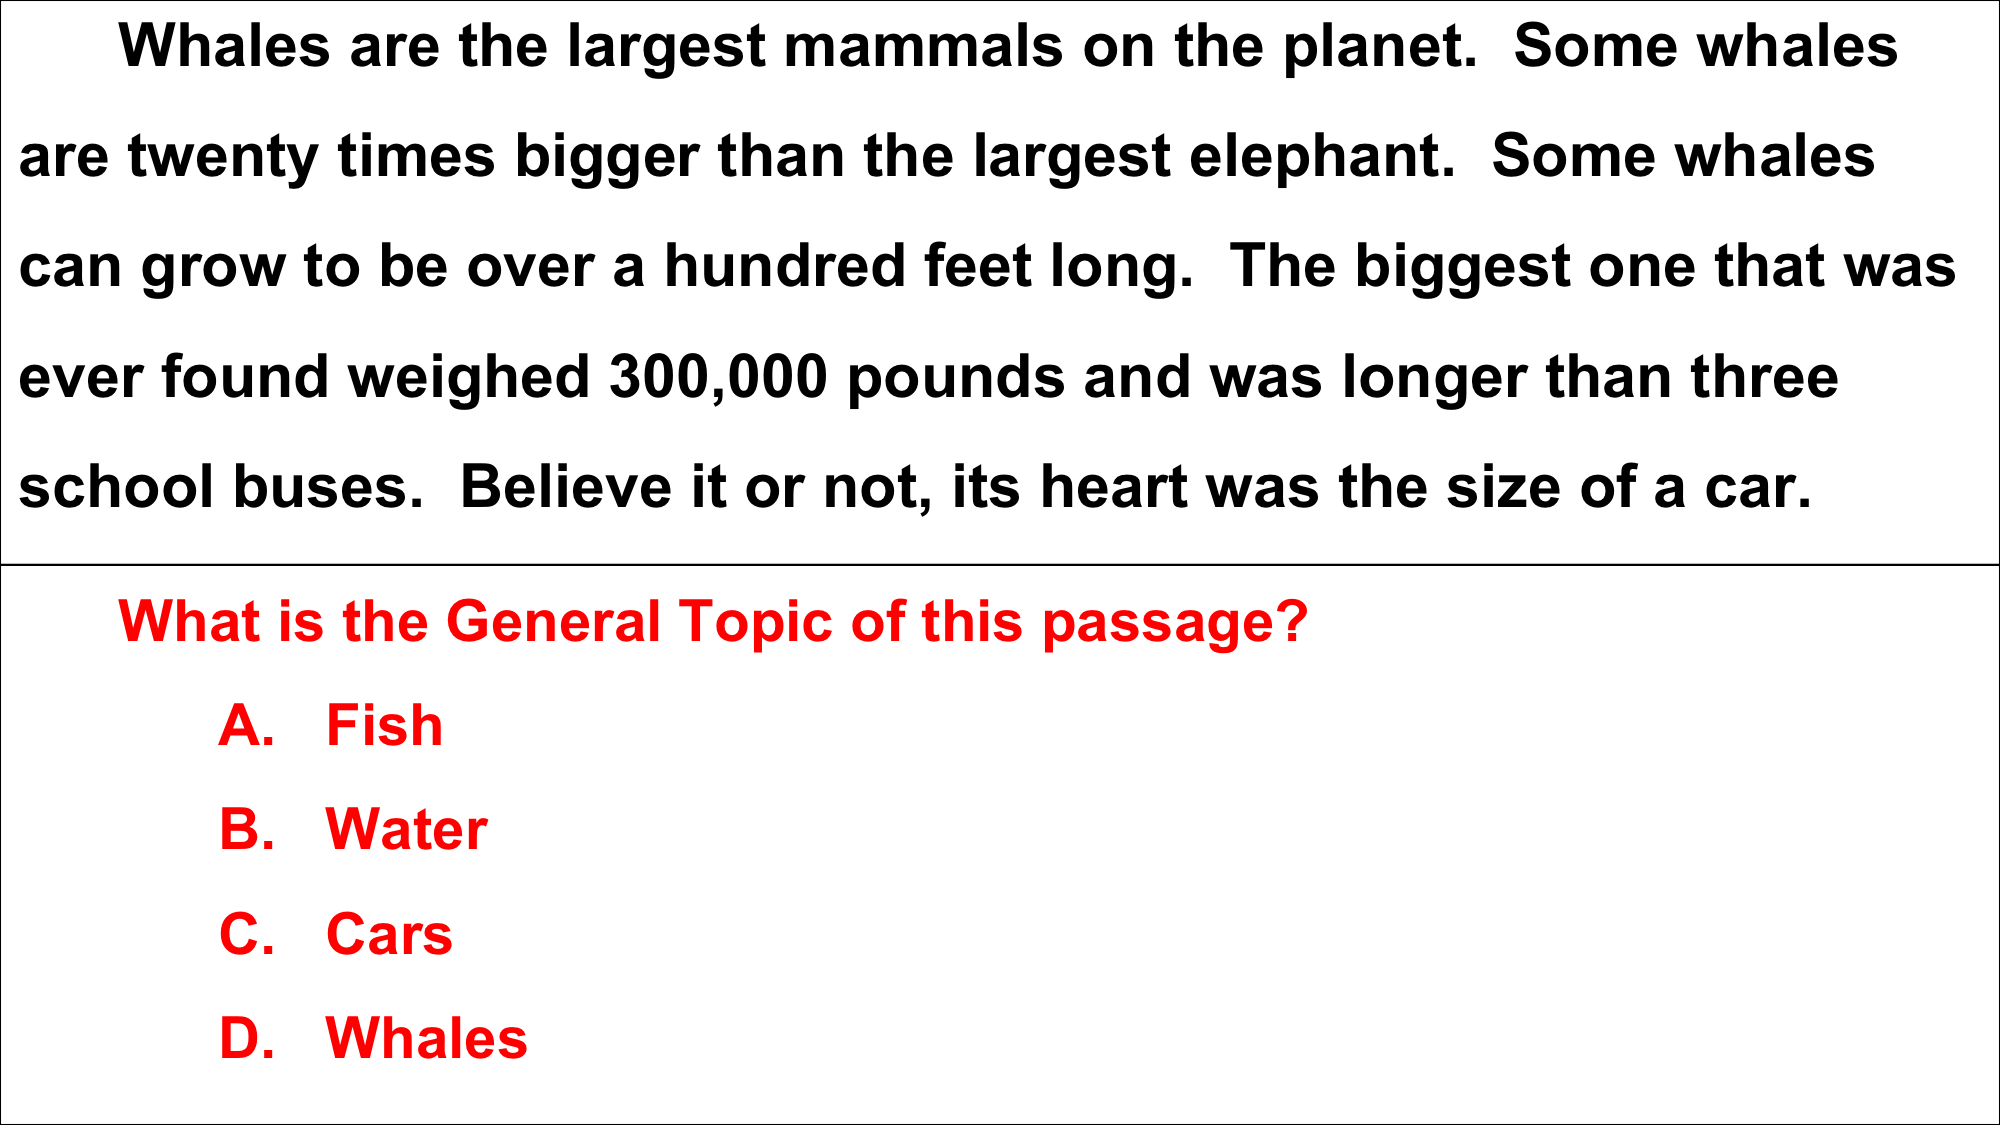 Whales are the largest mammals on the planet.  Some whales
are twenty times bigger than the largest elephant.  Some whales
can grow to be over a hundred feet long.  The biggest one that was
ever found weighed 300,000 pounds and was longer than three
school buses.  Believe it or not, its heart was the size of a car.
What is the General Topic of this passage?
A.   Fish
B.   Water
C.   Cars
D.   Whales